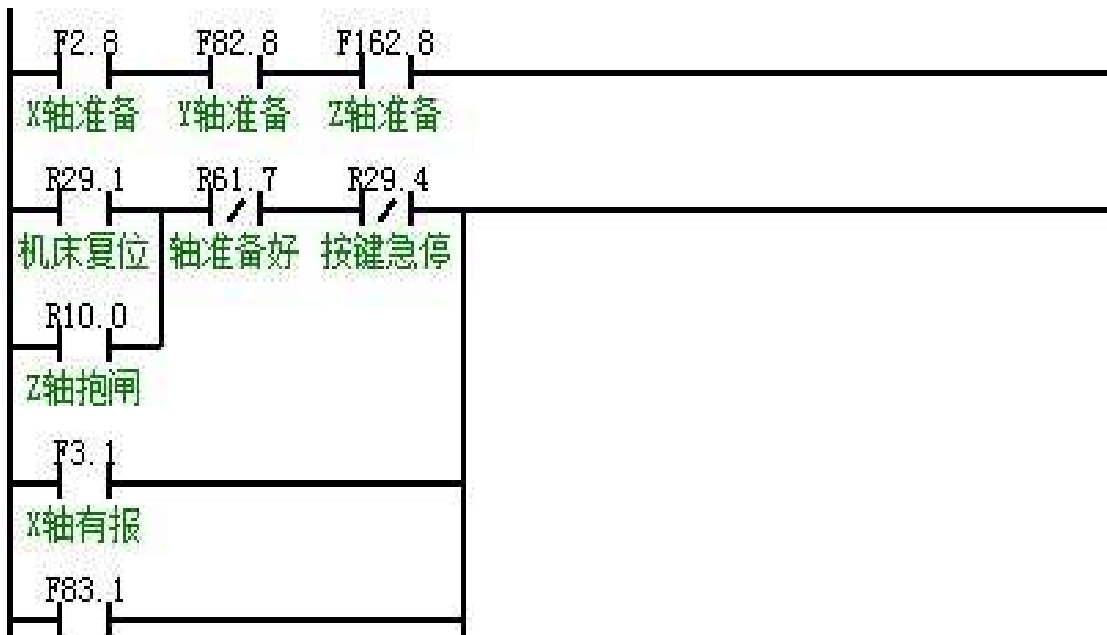 F2.8 F82.8 F162.8
X轴准备 Y轴准备 Z轴准备
R29.1 R61.7 R29.4
机床复位 轴准备好 按键急停
R10.0
Z轴抱闸
F3.1
X轴有报
F83.1